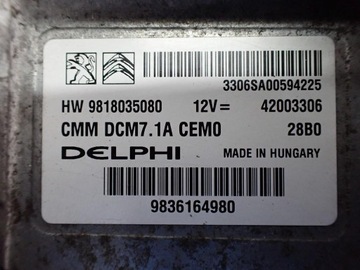 3306SA00594225
HW 9818035080 12V= 42003306
CMM DCM7.1A CEM0 28B0
DELPHI MADE IN HUNGARY
9836164980